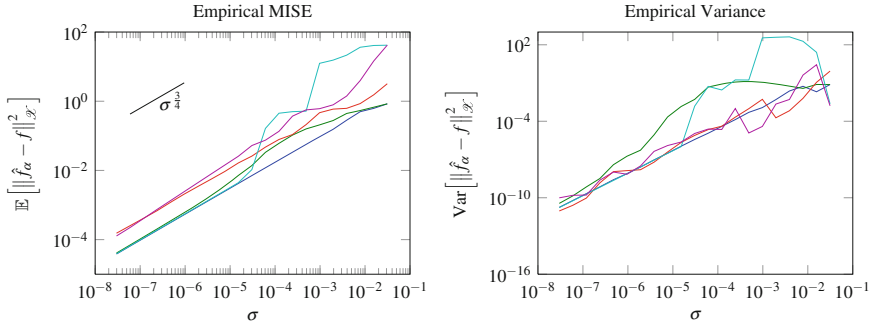 Empirical MISE
10^2
10^0
10^−2
10^−4
σ^{3/4}
𝔼 [‖f̂_α − f‖²_𝒳]
10^−8 10^−7 10^−6 10^−5 10^−4 10^−3 10^−2 10^−1
σ
Empirical Variance
10^2
10^−4
10^−10
10^−16
Var [‖f̂_α − f‖²_𝒳]
10^−8 10^−7 10^−6 10^−5 10^−4 10^−3 10^−2 10^−1
σ